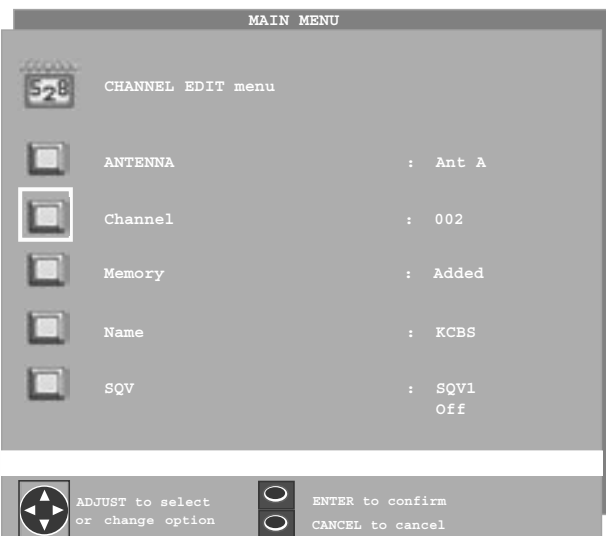 MAIN MENU
528
CHANNEL EDIT menu
ANTENNA : Ant A
Channel : 002
Memory : Added
Name : KCBS
SQV : SQV1
Off
ADJUST to select
or change option
ENTER to confirm
CANCEL to cancel